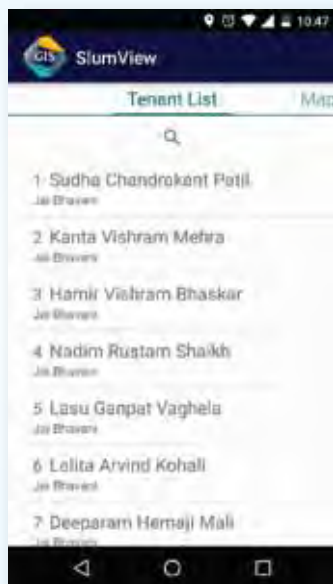 10:47
GIS SlumView
Tenant List Map
1 Sudha Chandrakant Patil
Jai Bhavani
2 Kanta Vishram Mehra
Jai Bhavani
3 Hamir Vishram Bhaskar
Jai Bhavani
4 Nadim Rustam Shaikh
Jai Bhavani
5 Lasu Ganpat Vaghela
Jai Bhavani
6 Lalita Arvind Kohali
Jai Bhavani
7 Deeparam Hemaji Mali
Jai Bhavani